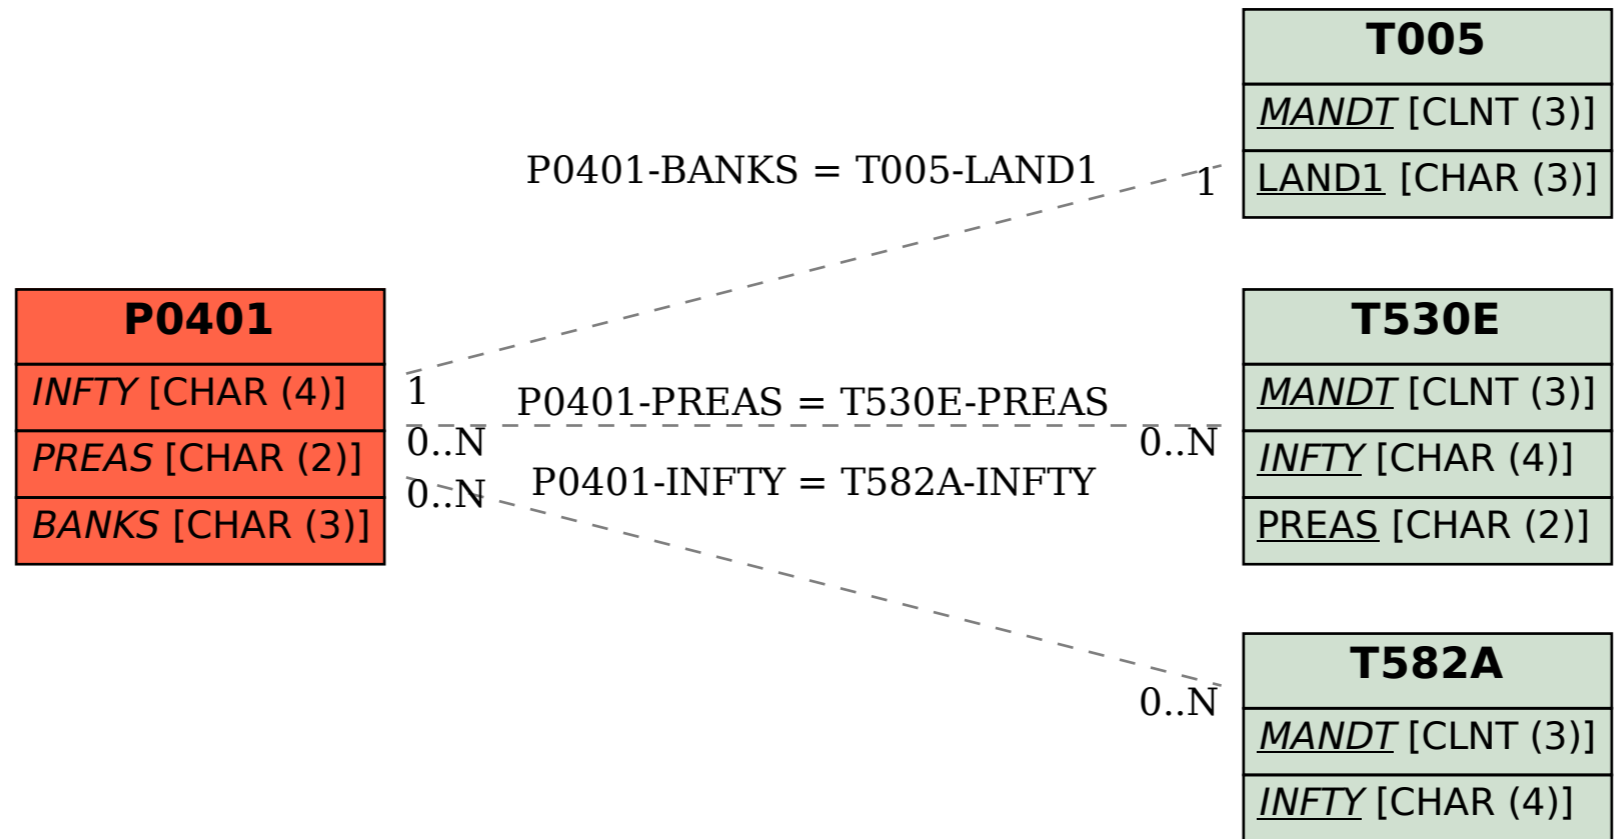 T005
MANDT [CLNT (3)]
LAND1 [CHAR (3)]
P0401-BANKS = T005-LAND1
1
P0401
INFTY [CHAR (4)]
PREAS [CHAR (2)]
BANKS [CHAR (3)]
1
P0401-PREAS = T530E-PREAS
0..N
0..N
P0401-INFTY = T582A-INFTY
0..N
0..N
T530E
MANDT [CLNT (3)]
INFTY [CHAR (4)]
PREAS [CHAR (2)]
T582A
MANDT [CLNT (3)]
INFTY [CHAR (4)]